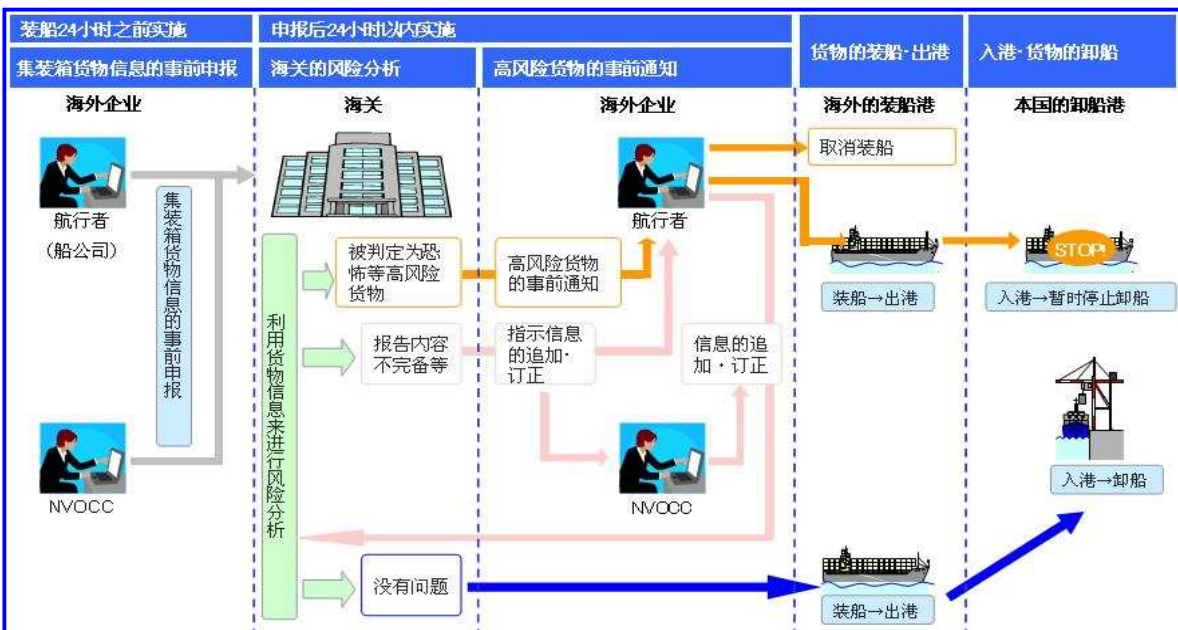 装船24小时之前实施
申报后24小时以内实施
货物的装船·出港
入港·货物的卸船
集装箱货物信息的事前申报
海关的风险分析
高风险货物的事前通知
海外企业
海关
海外企业
海外的装船港
本国的卸船港
航行者
(船公司)
集装箱货物信息的事前申报
NVOCC
利用货物信息来进行风险分析
被判定为恐
怖等高风险
货物
报告内容
不完备等
没有问题
航行者
高风险货物
的事前通知
指示信息
的追加·
订正
信息的追
加·订正
NVOCC
取消装船
装船→出港
STOP!
入港→暂时停止卸船
入港→卸船
装船→出港